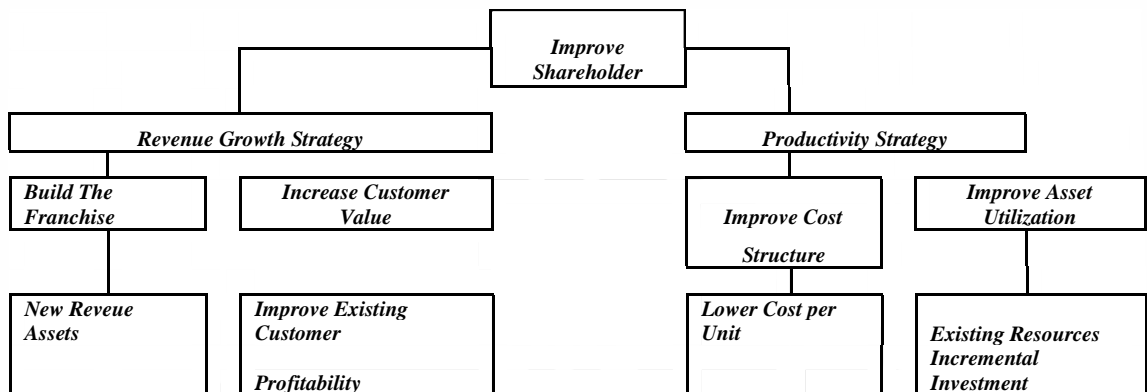 Improve
Shareholder
Revenue Growth Strategy
Productivity Strategy
Build The
Franchise
Increase Customer
Value
Improve Cost
Structure
Improve Asset
Utilization
New Reveue
Assets
Improve Existing
Customer
Profitability
Lower Cost per
Unit
Existing Resources
Incremental
Investment